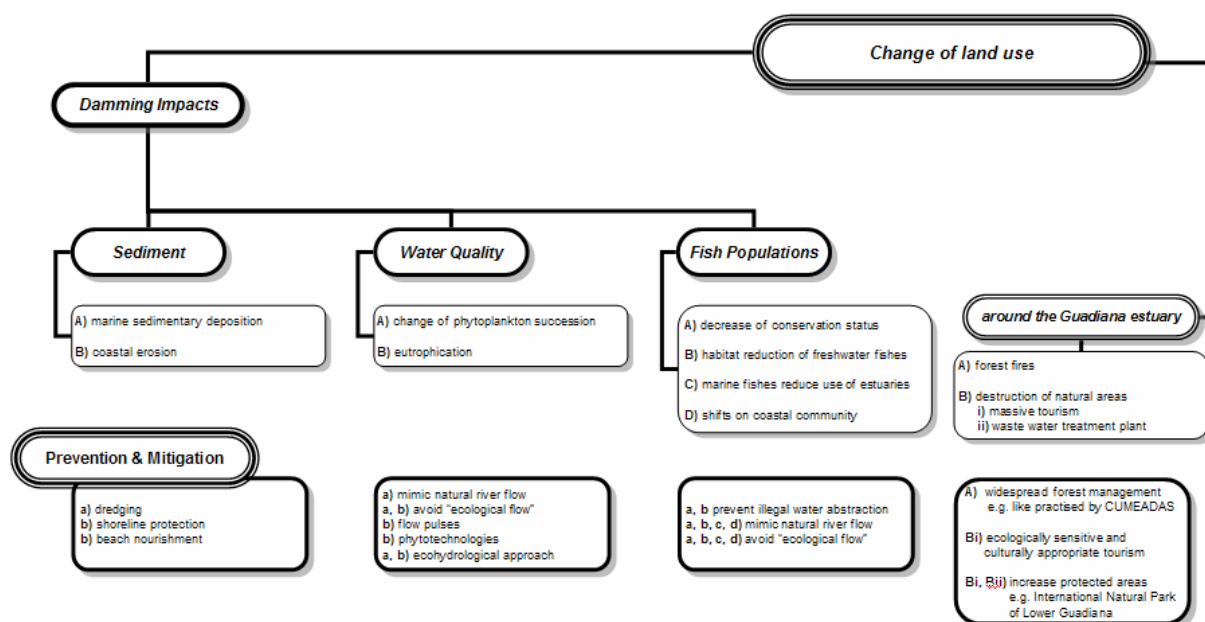 Change of land use
Damming Impacts
Sediment
Water Quality
Fish Populations
A) marine sedimentary deposition
B) coastal erosion
A) change of phytoplankton succession
B) eutrophication
A) decrease of conservation status
B) habitat reduction of freshwater fishes
C) marine fishes reduce use of estuaries
D) shifts on coastal community
around the Guadiana estuary
A) forest fires
B) destruction of natural areas
i) massive tourism
ii) waste water treatment plant
Prevention & Mitigation
a) dredging
b) shoreline protection
b) beach nourishment
a) mimic natural river flow
a, b) avoid "ecological flow"
b) flow pulses
b) phytotechnologies
a, b) ecohydrological approach
a, b prevent illegal water abstraction
a, b, c, d) mimic natural river flow
a, b, c, d) avoid "ecological flow"
A) widespread forest management
e.g. like practised by CUMEADAS
Bi) ecologically sensitive and
culturally appropriate tourism
Bi, Bii) increase protected areas
e.g. International Natural Park
of Lower Guadiana